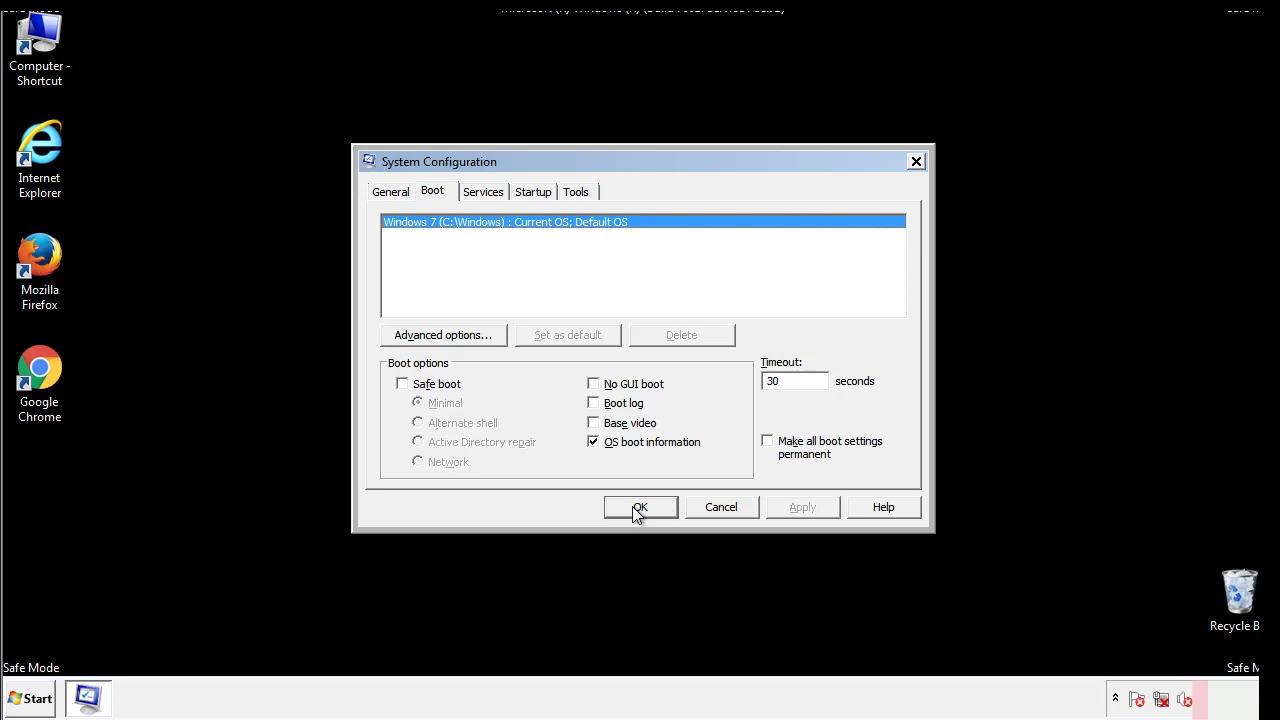 Computer -
Shortcut
Internet
Explorer
Mozilla
Firefox
Google
Chrome
System Configuration
General
Boot
Services
Startup
Tools
Windows 7 (C:\Windows) : Current OS; Default OS
Advanced options...
Set as default
Delete
Boot options
Safe boot
Minimal
Alternate shell
Active Directory repair
Network
No GUI boot
Boot log
Base video
OS boot information
Timeout:
30 seconds
Make all boot settings
permanent
OK
Cancel
Apply
Help
Recycle B
Safe Mode
Safe M
Start